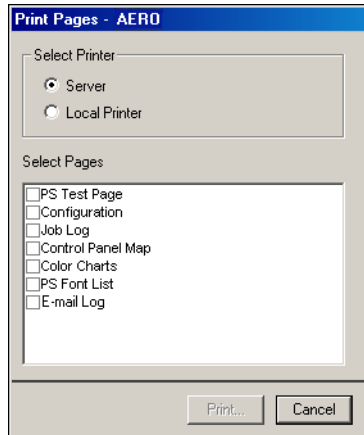 Print Pages - AERO
Select Printer
Server
Local Printer
Select Pages
PS Test Page
Configuration
Job Log
Control Panel Map
Color Charts
PS Font List
E-mail Log
Print... Cancel